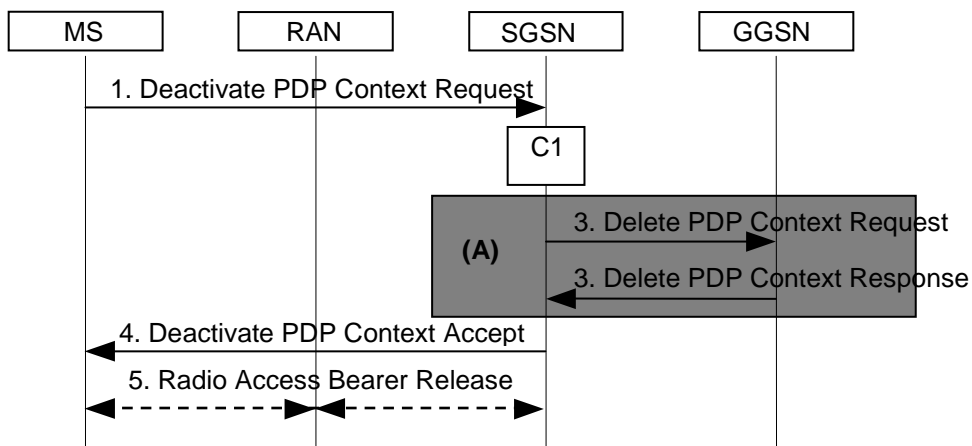 MS
RAN
SGSN
GGSN
1. Deactivate PDP Context Request
C1
3. Delete PDP Context Request
(A)
3. Delete PDP Context Response
4. Deactivate PDP Context Accept
5. Radio Access Bearer Release